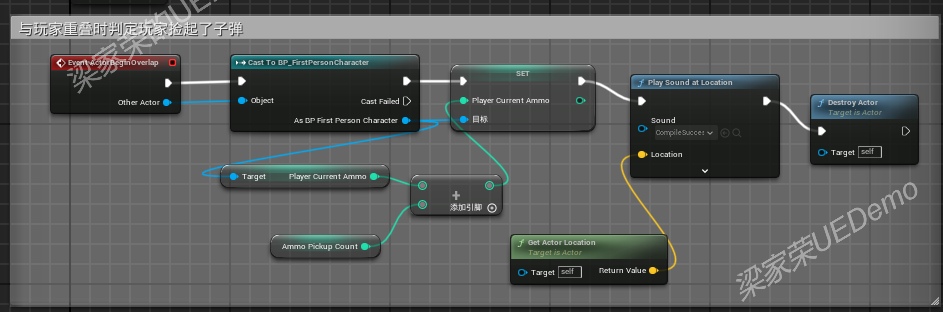 与玩家重叠时判定玩家捡起了子弹
梁家荣UEDemo
Event ActorBeginOverlap
Other Actor
Cast To BP_FirstPersonCharacter
Object
Cast Failed
As BP First Person Character
SET
Player Current Ammo
目标
Play Sound at Location
Sound
CompileSucces
Location
Destroy Actor
Target is Actor
Target self
Target Player Current Ammo
添加引脚
Ammo Pickup Count
Get Actor Location
Target is Actor
Target self Return Value
梁家荣UEDemo